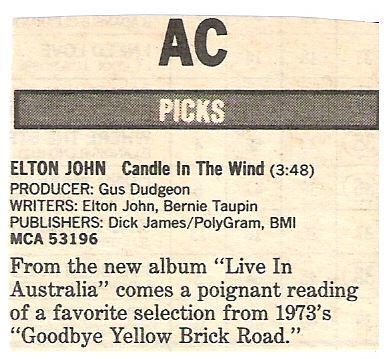 AC
PICKS
ELTON JOHN Candle In The Wind (3:48)
PRODUCER: Gus Dudgeon
WRITERS: Elton John, Bernie Taupin
PUBLISHERS: Dick James/PolyGram, BMI
MCA 53196
From the new album “Live In
Australia” comes a poignant reading
of a favorite selection from 1973’s
“Goodbye Yellow Brick Road.”